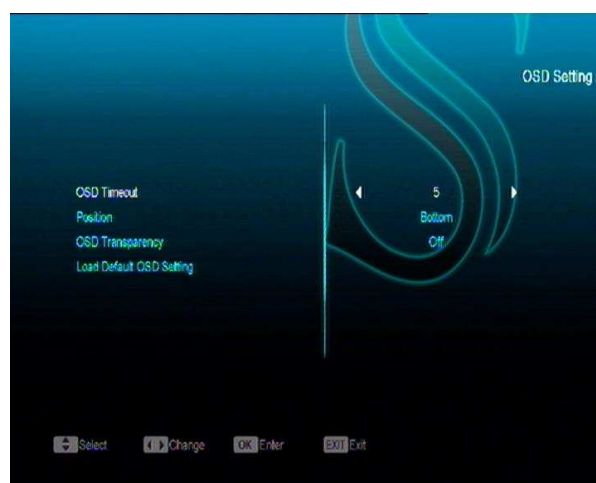 OSD Setting
OSD Timeout 5
Position Bottom
OSD Transparency Off
Load Default OSD Setting
Select Change OK Enter EXIT Exit